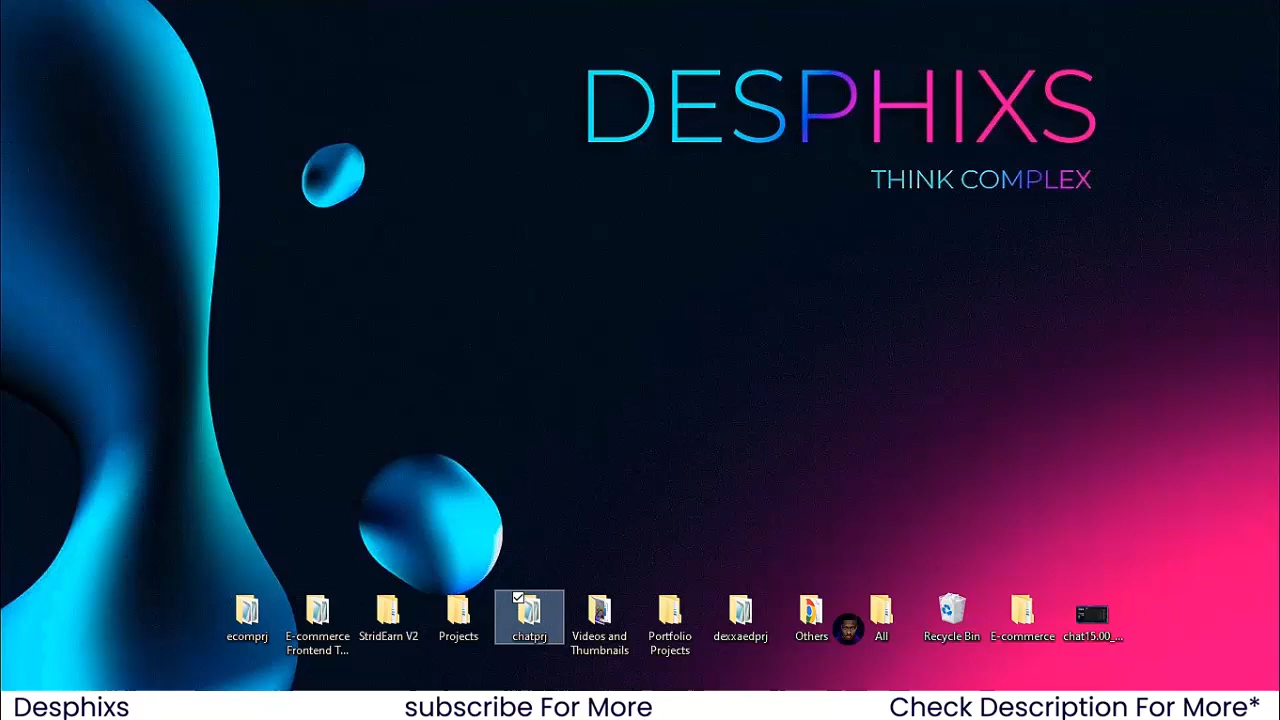 DESPHIXS
THINK COMPLEX
ecomprj
E-commerce
Frontend T...
StridEarn V2
Projects
chatprj
Videos and
Thumbnails
Portfolio
Projects
dexxaedprj
Others
All
Recycle Bin
E-commerce
chat15.00_...
Desphixs
subscribe For More
Check Description For More*